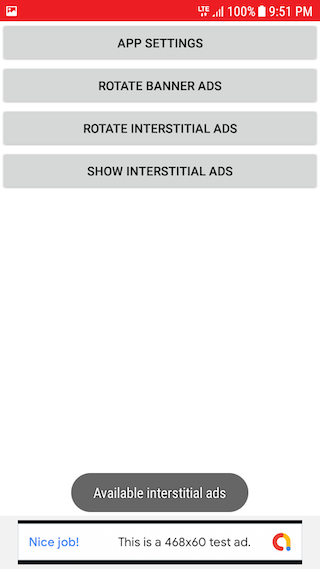 LTE 100% 9:51 PM
APP SETTINGS
ROTATE BANNER ADS
ROTATE INTERSTITIAL ADS
SHOW INTERSTITIAL ADS
Available interstitial ads
Nice job! This is a 468x60 test ad.